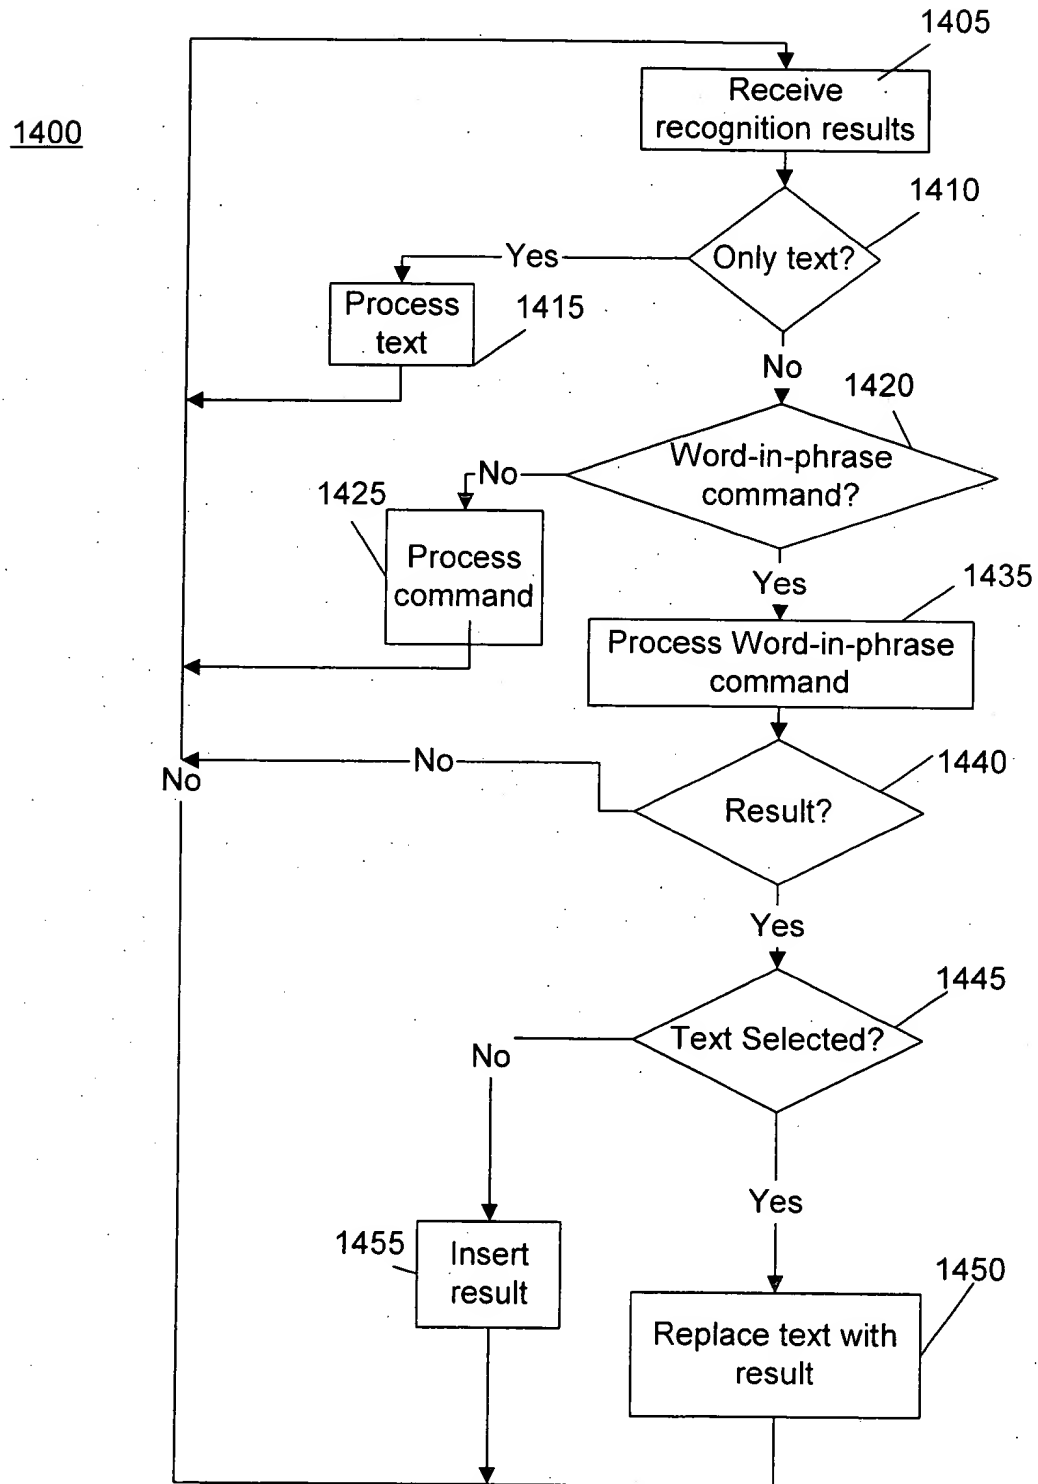 1405
Receive
recognition results
1400
1410
Only text?
Yes
Process
text
1415
No
1420
Word-in-phrase
command?
No
1425
Process
command
Yes
1435
Process Word-in-phrase
command
No
1440
No
Result?
Yes
1445
Text Selected?
No
Yes
1455
Insert
result
1450
Replace text with
result